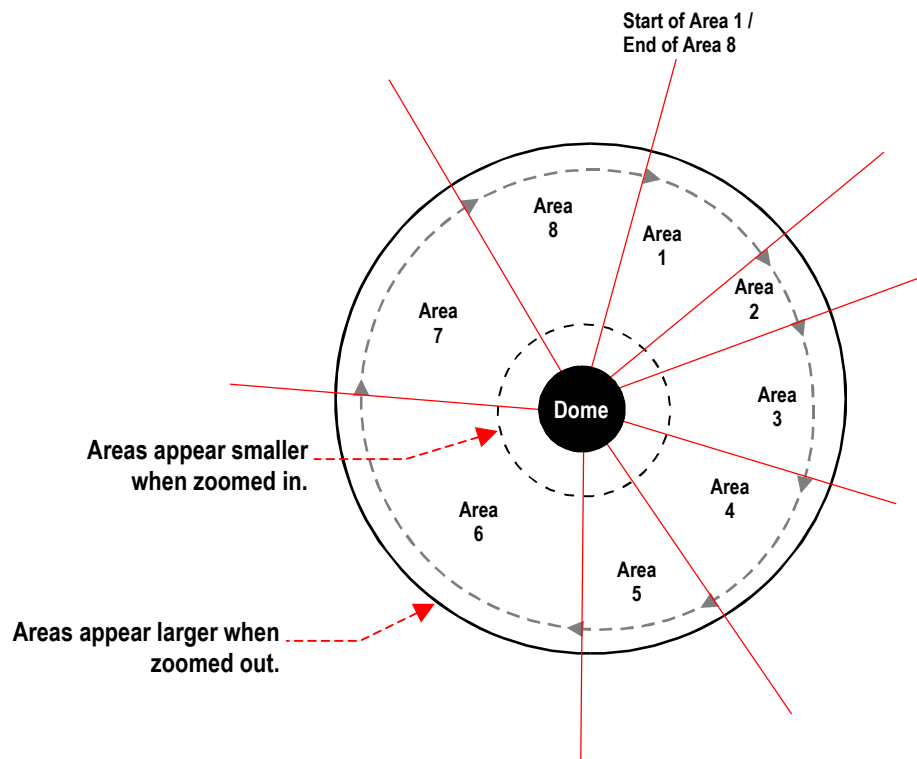 Start of Area 1 /
End of Area 8
Area
8
Area
1
Area
2
Area
7
Area
3
Dome
Areas appear smaller
when zoomed in.
Area
4
Area
6
Area
5
Areas appear larger when
zoomed out.